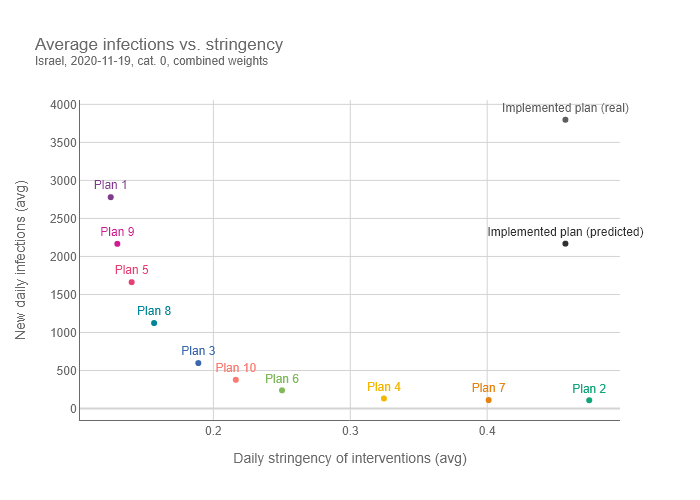 Average infections vs. stringency
Israel, 2020-11-19, cat. 0, combined weights
New daily infections (avg)
4000
3500
3000
2500
2000
1500
1000
500
0
Implemented plan (real)
Plan 1
Plan 9
Implemented plan (predicted)
Plan 5
Plan 8
Plan 3
Plan 10
Plan 6
Plan 4
Plan 7
Plan 2
0.2
0.3
0.4
Daily stringency of interventions (avg)